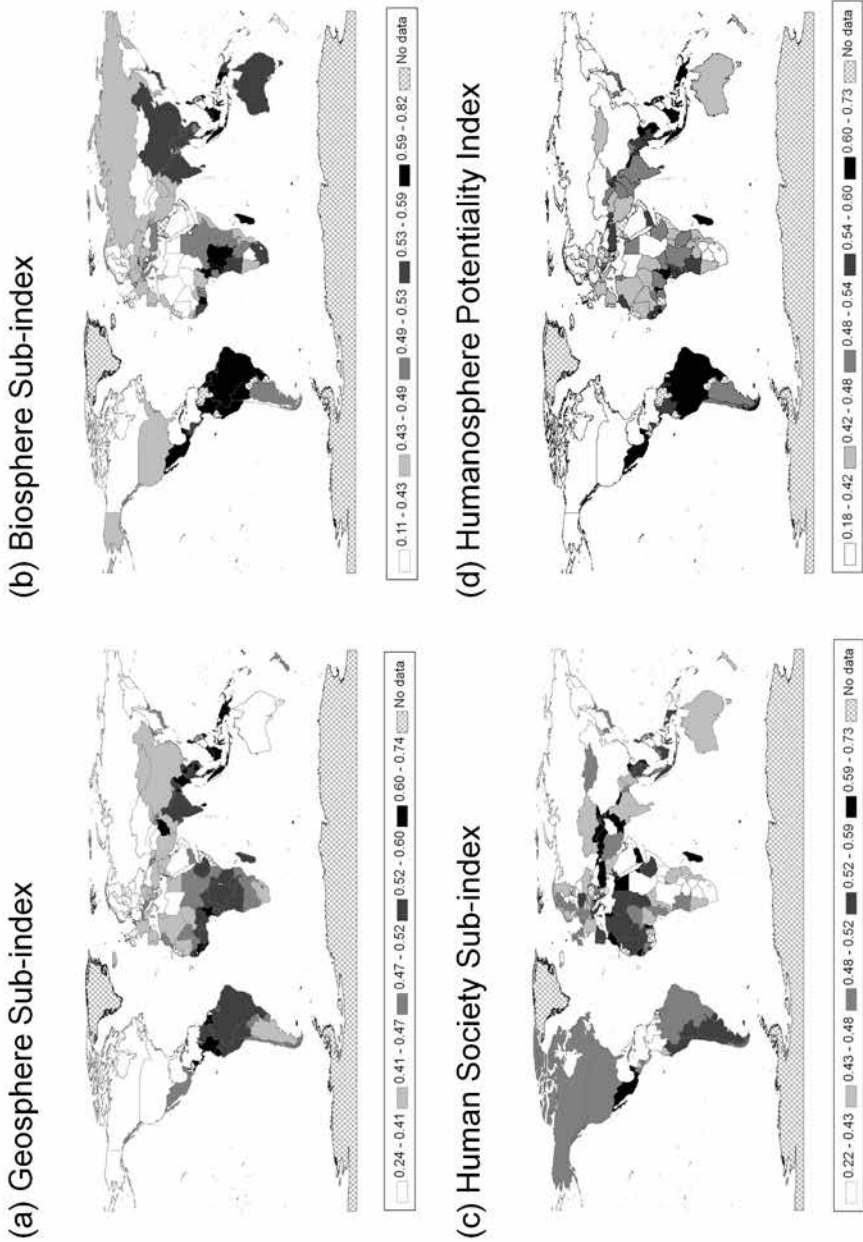 (a) Geosphere Sub-index
0.24 - 0.41 0.41 - 0.47 0.47 - 0.52 0.52 - 0.60 0.60 - 0.74 No data
(b) Biosphere Sub-index
0.11 - 0.43 0.43 - 0.49 0.49 - 0.53 0.53 - 0.59 0.59 - 0.82 No data
(c) Human Society Sub-index
0.22 - 0.43 0.43 - 0.48 0.48 - 0.52 0.52 - 0.59 0.59 - 0.73 No data
(d) Humanosphere Potentiality Index
0.18 - 0.42 0.42 - 0.48 0.48 - 0.54 0.54 - 0.60 0.60 - 0.73 No data